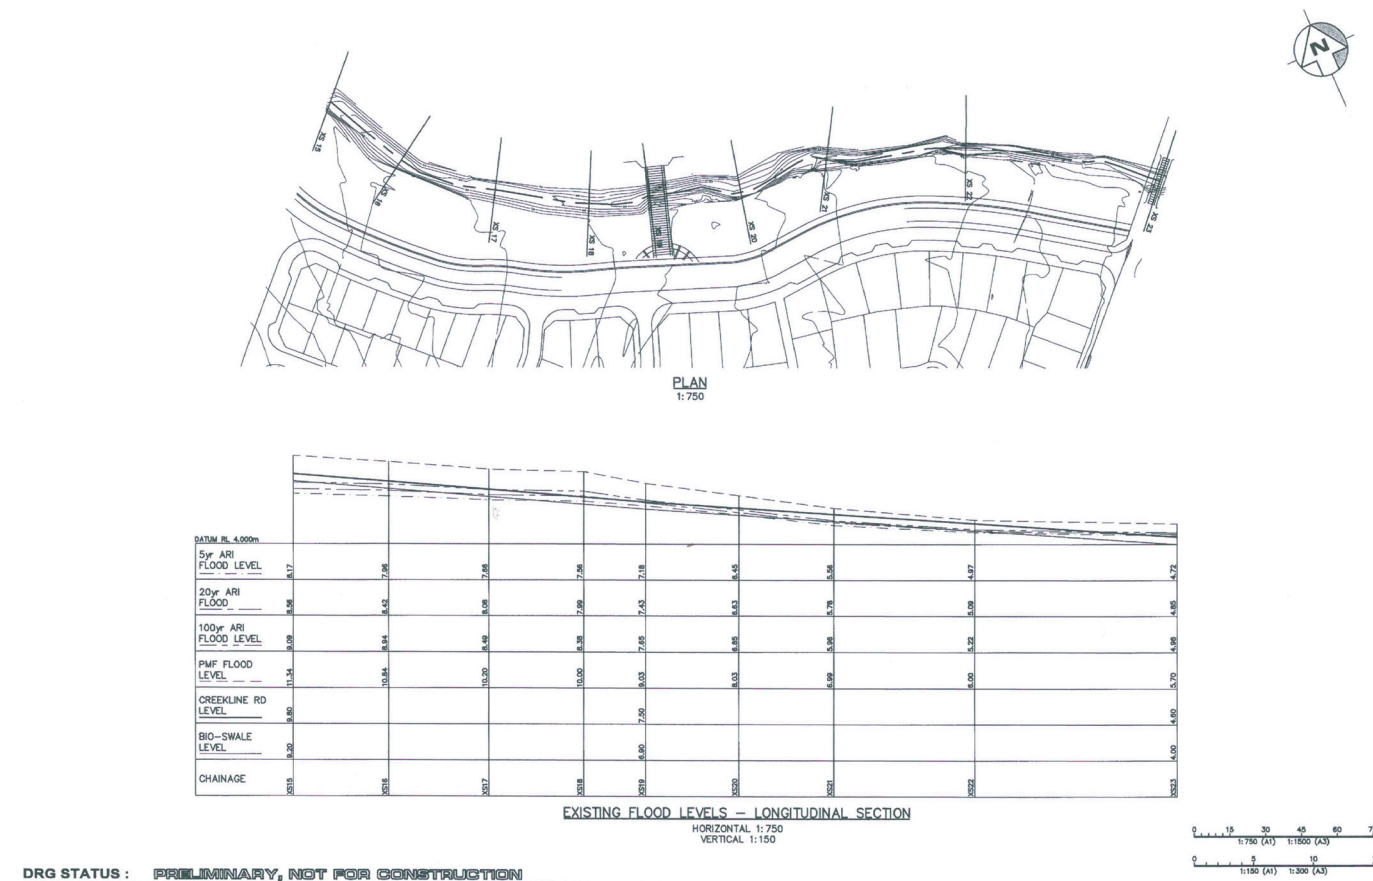 N
XS 15
XS 16
XS 17
XS 18
XS 19
XS 20
XS 21
XS 22
XS 23
PLAN
1:750
DATUM RL 4.000m
5yr ARI
FLOOD LEVEL
8.17 7.96 7.88 7.56 7.18 6.45 5.56 4.97 4.72
20yr ARI
FLOOD
8.56 8.42 8.08 7.99 7.43 6.63 5.78 5.09 4.85
100yr ARI
FLOOD LEVEL
9.09 8.94 8.49 8.38 7.65 6.85 5.98 5.22 4.96
PMF FLOOD
LEVEL
11.34 10.84 10.20 10.00 9.03 8.03 6.99 6.00 5.70
CREEKLINE RD
LEVEL
9.80 7.50 4.60
BIO-SWALE
LEVEL
9.20 6.90 4.00
CHAINAGE
XS15 XS16 XS17 XS18 XS19 XS20 XS21 XS22 XS23
EXISTING FLOOD LEVELS - LONGITUDINAL SECTION
HORIZONTAL 1:750
VERTICAL 1:150
0 15 30 45 60
1:750 (A1) 1:1500 (A3)
0 5 10
1:150 (A1) 1:300 (A3)
DRG STATUS : PRELIMINARY, NOT FOR CONSTRUCTION